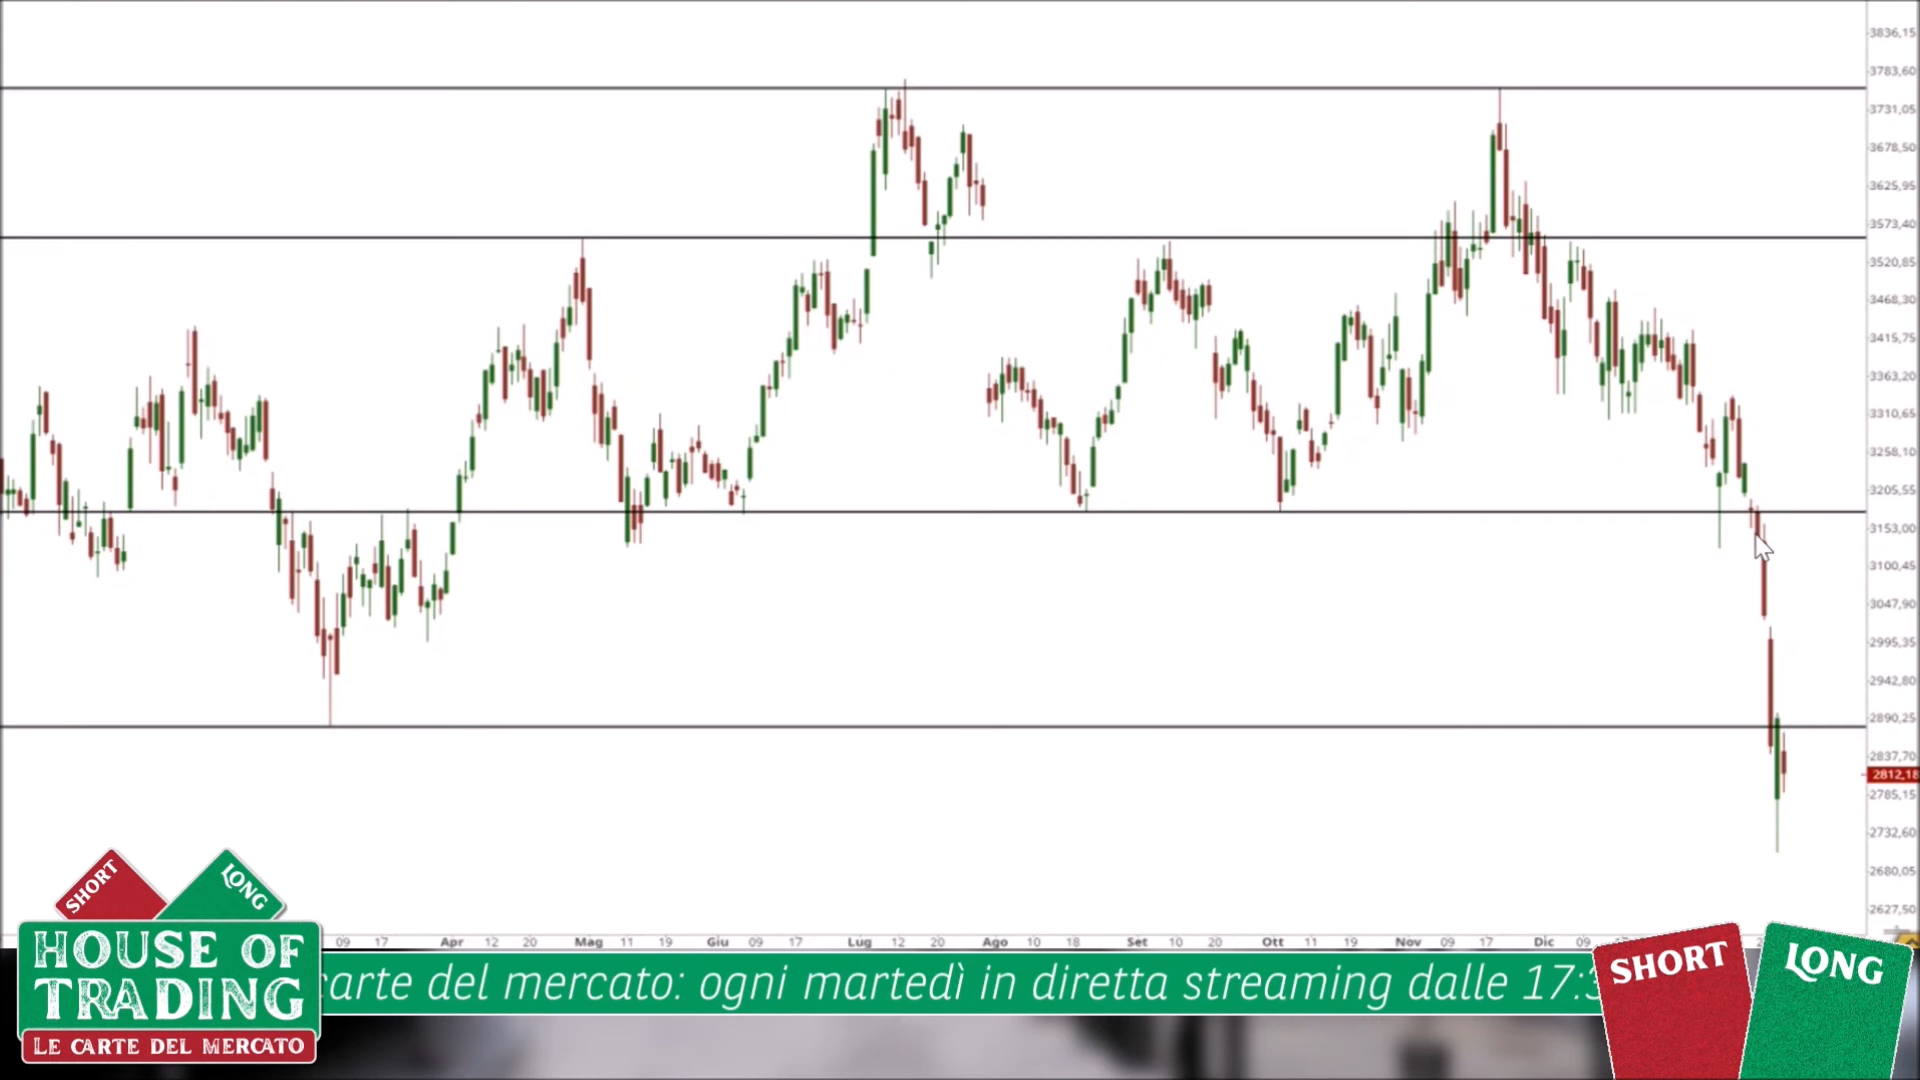 3836,15
3783,60
3731,05
3678,50
3625,95
3573,40
3520,85
3468,30
3415,75
3363,20
3310,65
3258,10
3205,55
3153,00
3100,45
3047,90
2995,35
2942,80
2890,25
2837,70
2812,18
2785,15
2732,60
2680,05
2627,50
09 17 Apr 12 20 Mag 11 19 Giu 09 17 Lug 12 20 Ago 10 18 Set 10 20 Ott 11 19 Nov 09 17 Dic 09
SHORT
LONG
HOUSE OF
TRADING
LE CARTE DEL MERCATO
carte del mercato: ogni martedì in diretta streaming dalle 17:3
SHORT
LONG